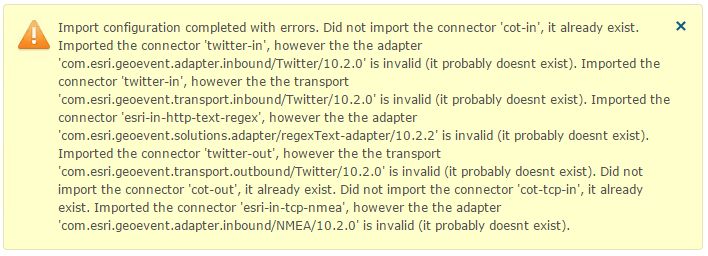 Import configuration completed with errors. Did not import the connector 'cot-in', it already exist.
Imported the connector 'twitter-in', however the the adapter
'com.esri.geoevent.adapter.inbound/Twitter/10.2.0' is invalid (it probably doesnt exist). Imported the
connector 'twitter-in', however the the transport
'com.esri.geoevent.transport.inbound/Twitter/10.2.0' is invalid (it probably doesnt exist). Imported the
connector 'esri-in-http-text-regex', however the the adapter
'com.esri.geoevent.solutions.adapter/regexText-adapter/10.2.2' is invalid (it probably doesnt exist).
Imported the connector 'twitter-out', however the the transport
'com.esri.geoevent.transport.outbound/Twitter/10.2.0' is invalid (it probably doesnt exist). Did not
import the connector 'cot-out', it already exist. Did not import the connector 'cot-tcp-in', it already
exist. Imported the connector 'esri-in-tcp-nmea', however the the adapter
'com.esri.geoevent.adapter.inbound/NMEA/10.2.0' is invalid (it probably doesnt exist).